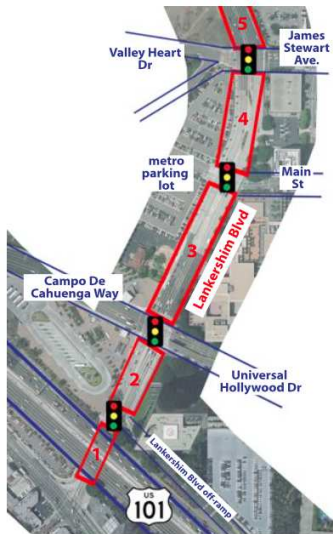 5
James
Stewart
Ave.
Valley Heart
Dr
4
metro
parking
lot
Main
St
3
Lankershim Blvd
Campo De
Cahuenga Way
Universal
Hollywood Dr
2
Lankershim Blvd off-ramp
1
US
101